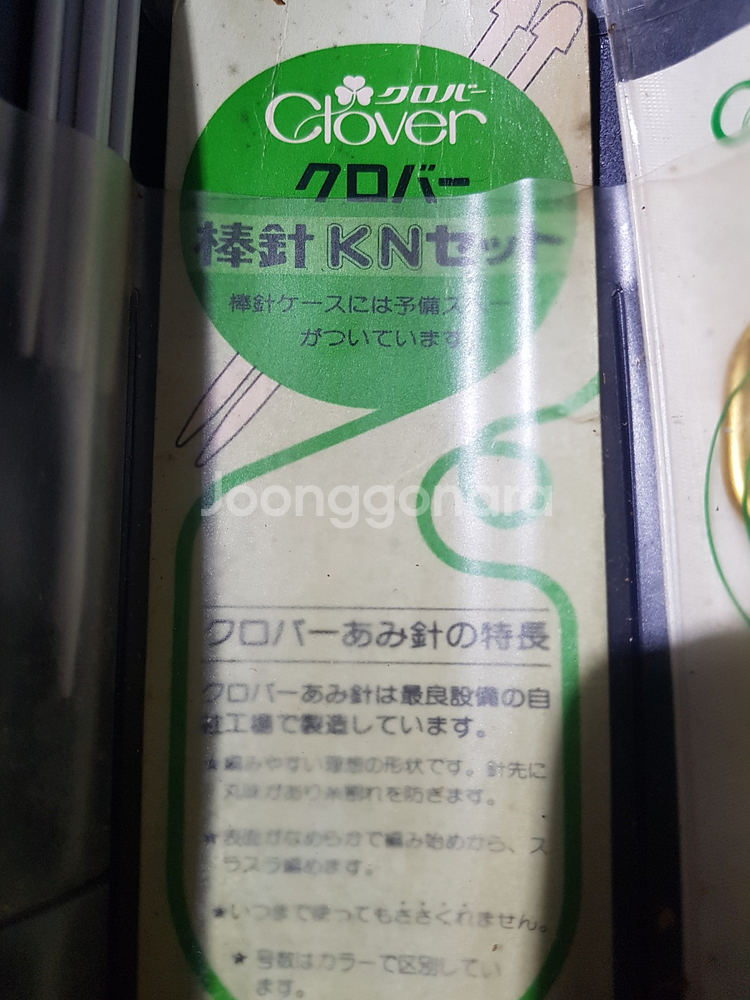 クロバー
Clover
クロバー
棒針KNセット
棒針ケースには予備ス
がついています
Joonggonara
クロバーあみ針の特長
クロバーあみ針は最良設備の自
社工場で製造しています。
★編みやすい理想の形状です。針先に
丸味があり糸割れを防ぎます。
★表面がなめらかで編み始めから、ス
ラスラ編めます。
★いつまで使ってもささくれません。
★号数はカラーで区別してい
ます。